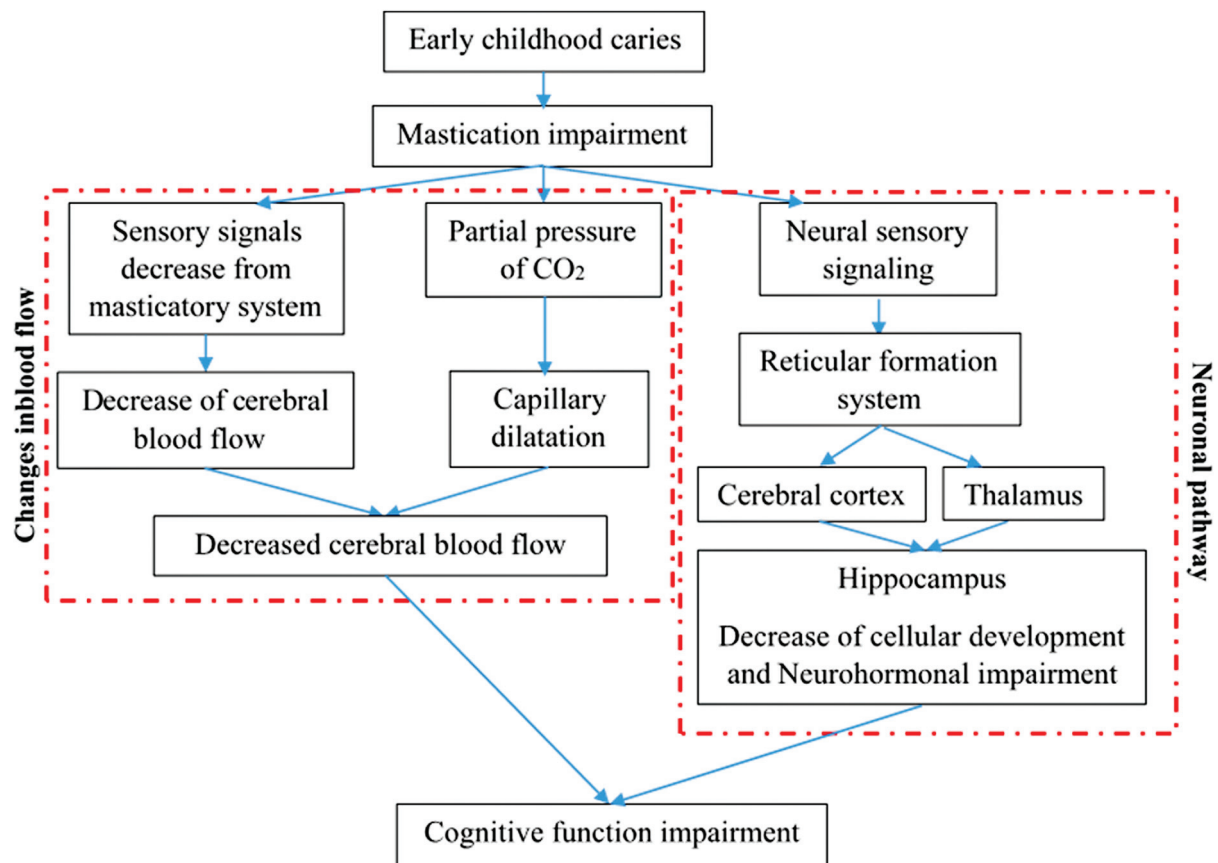 Early childhood caries
Mastication impairment
Changes inblood flow
Sensory signals
decrease from
masticatory system
Partial pressure
of CO₂
Neural sensory
signaling
Decrease of cerebral
blood flow
Capillary
dilatation
Reticular formation
system
Cerebral cortex
Thalamus
Decreased cerebral blood flow
Hippocampus
Decrease of cellular development
and Neurohormonal impairment
Neuronal pathway
Cognitive function impairment